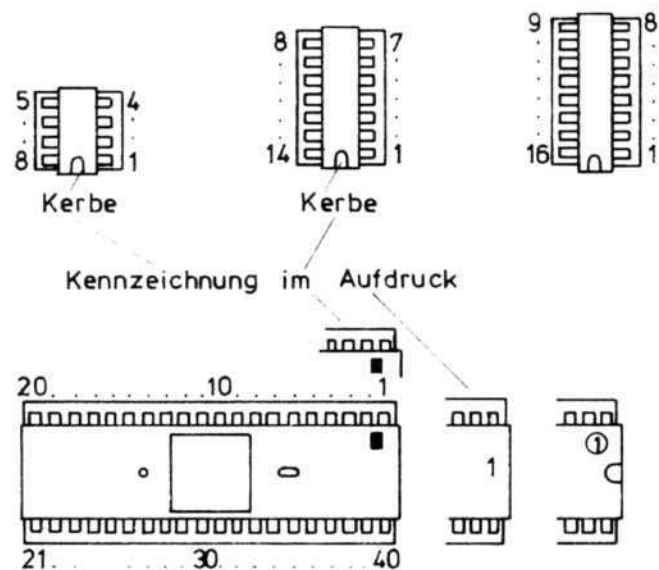 8 7
9 8
5 4
8 1
14 1
16 1
Kerbe Kerbe
Kennzeichnung im Aufdruck
20 . . . . . . . . . 10 . . . . . . . . 1
1
1
21 . . . . . . . . 30 . . . . . . . . . 40